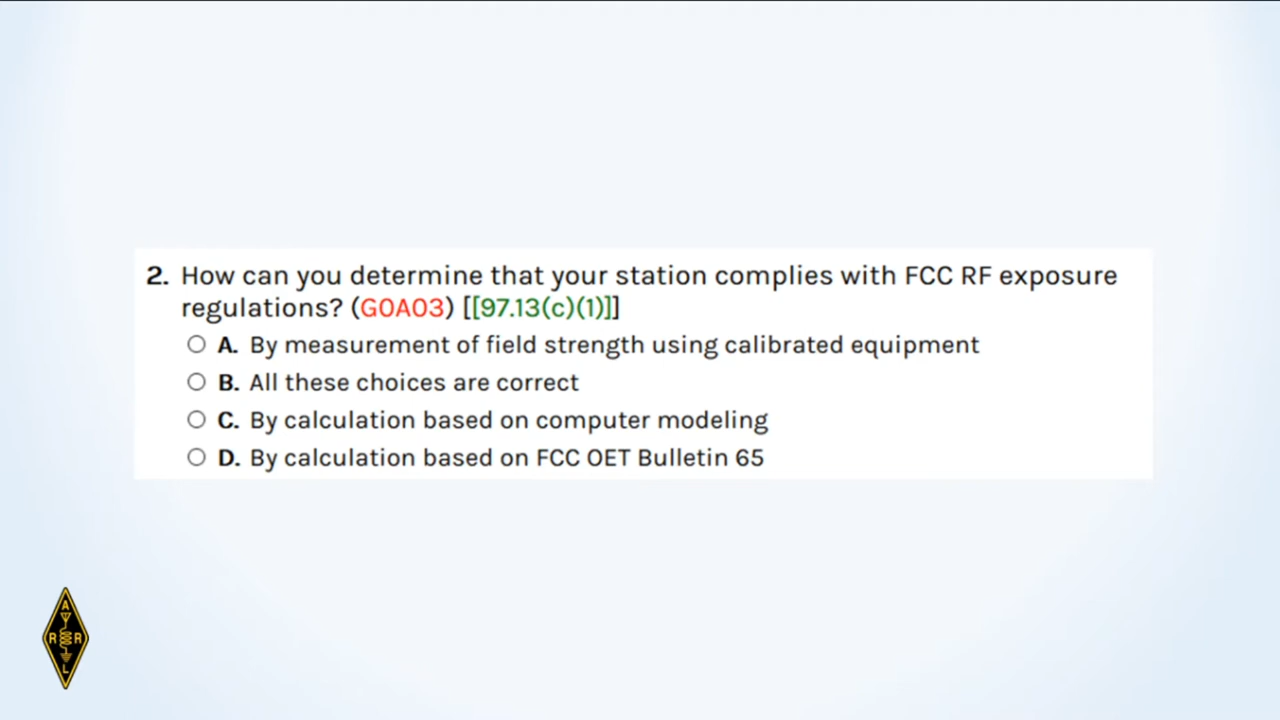 2. How can you determine that your station complies with FCC RF exposure
regulations? (G0A03) [[97.13(c)(1)]]
A. By measurement of field strength using calibrated equipment
B. All these choices are correct
C. By calculation based on computer modeling
D. By calculation based on FCC OET Bulletin 65
A
R R
L